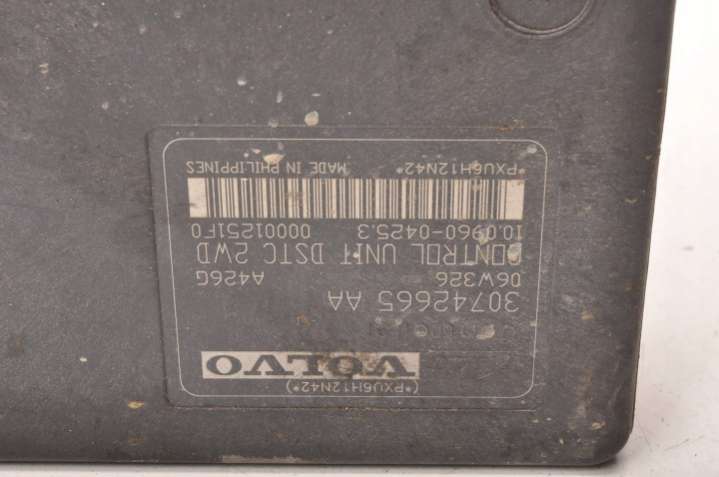 (*PXU6H12N42*)
VOLVO
30742665 AA
06W326 A426G
CONTROL UNIT DSTC 2WD
10.0960-0425.3 00001251F0
*PXU6H12N42* MADE IN PHILIPPINES